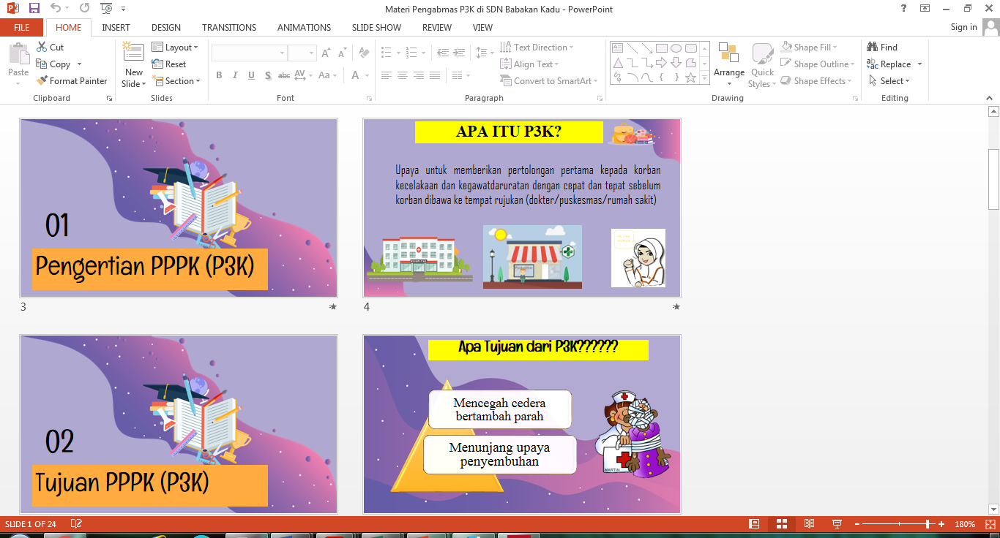 Materi Pengabmas P3K di SDN Babakan Kadu - PowerPoint
FILE
HOME
INSERT
DESIGN
TRANSITIONS
ANIMATIONS
SLIDE SHOW
REVIEW
VIEW
Sign in
Paste
Cut
Copy
Format Painter
Clipboard
New
Slide
Layout
Reset
Section
Slides
B I U S abc AV Aa A
Font
Text Direction
Align Text
Convert to SmartArt
Paragraph
Arrange
Quick
Styles
Shape Fill
Shape Outline
Shape Effects
Drawing
Find
Replace
Select
Editing
01
Pengertian PPPK (P3K)
3
APA ITU P3K?
Upaya untuk memberikan pertolongan pertama kepada korban
kecelakaan dan kegawatdaruratan dengan cepat dan tepat sebelum
korban dibawa ke tempat rujukan (dokter/puskesmas/rumah sakit)
HOSPITAL
4
02
Tujuan PPPK (P3K)
Apa Tujuan dari P3K??????
Mencegah cedera
bertambah parah
Menunjang upaya
penyembuhan
MARTIN
SLIDE 1 OF 24
180%